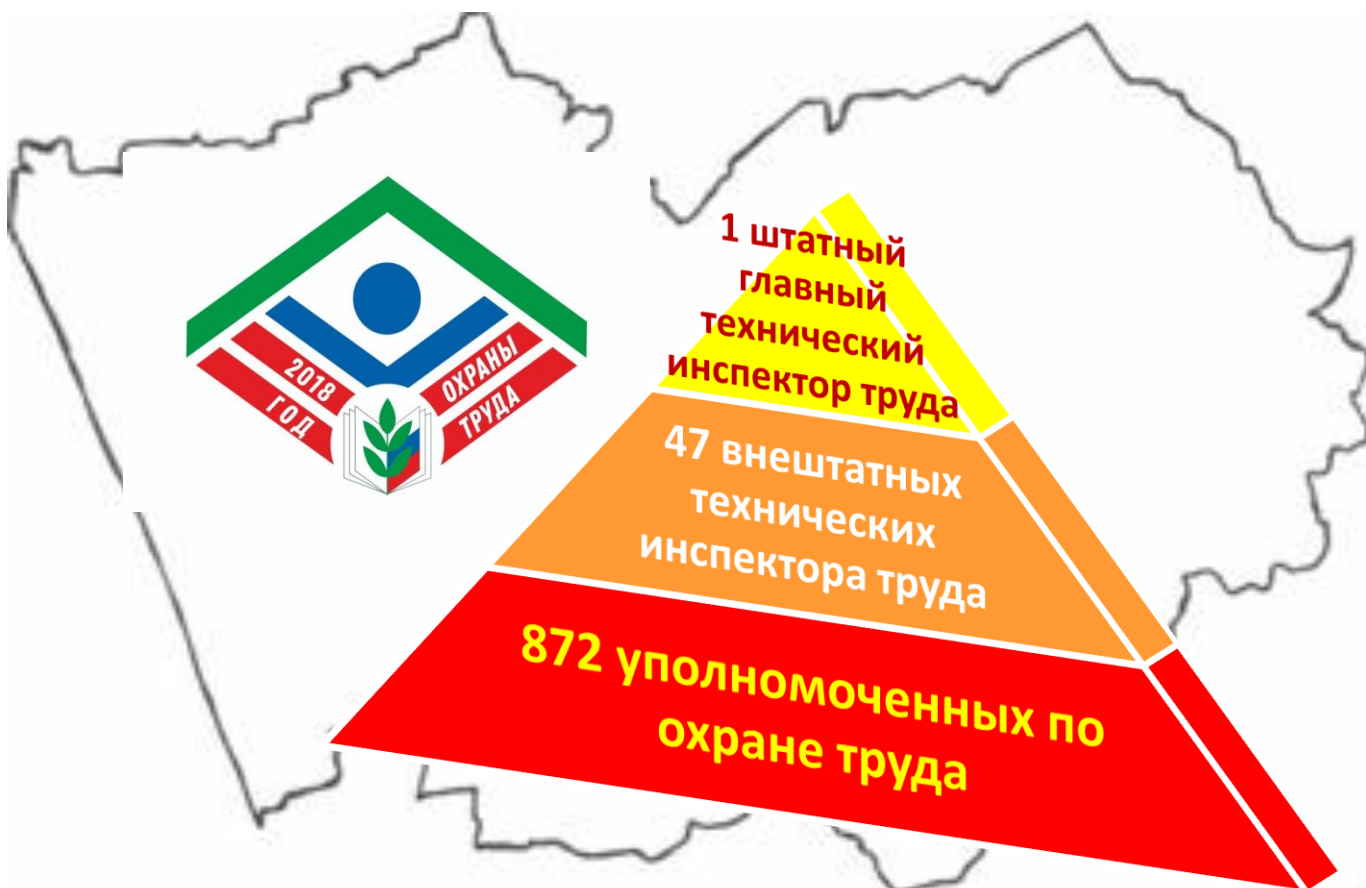 1 штатный
главный
технический
инспектор труда
2018
ГОД
ОХРАНЫ
ТРУДА
47 внештатных
технических
инспектора труда
872 уполномоченных по
охране труда